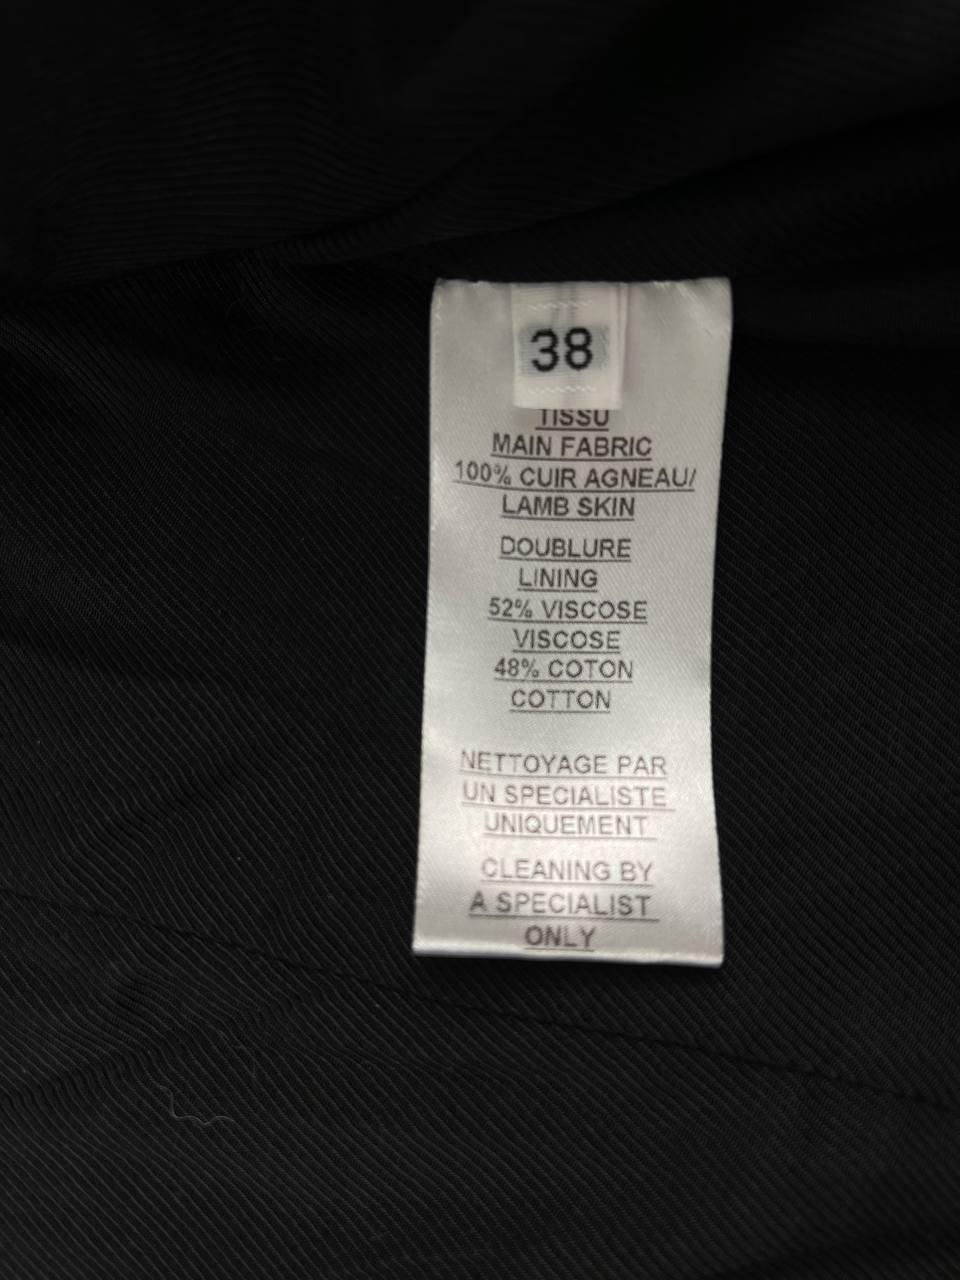 38
TISSU
MAIN FABRIC
100% CUIR AGNEAU/
LAMB SKIN
DOUBLURE
LINING
52% VISCOSE
VISCOSE
48% COTON
COTTON
NETTOYAGE PAR
UN SPECIALISTE
UNIQUEMENT
CLEANING BY
A SPECIALIST
ONLY